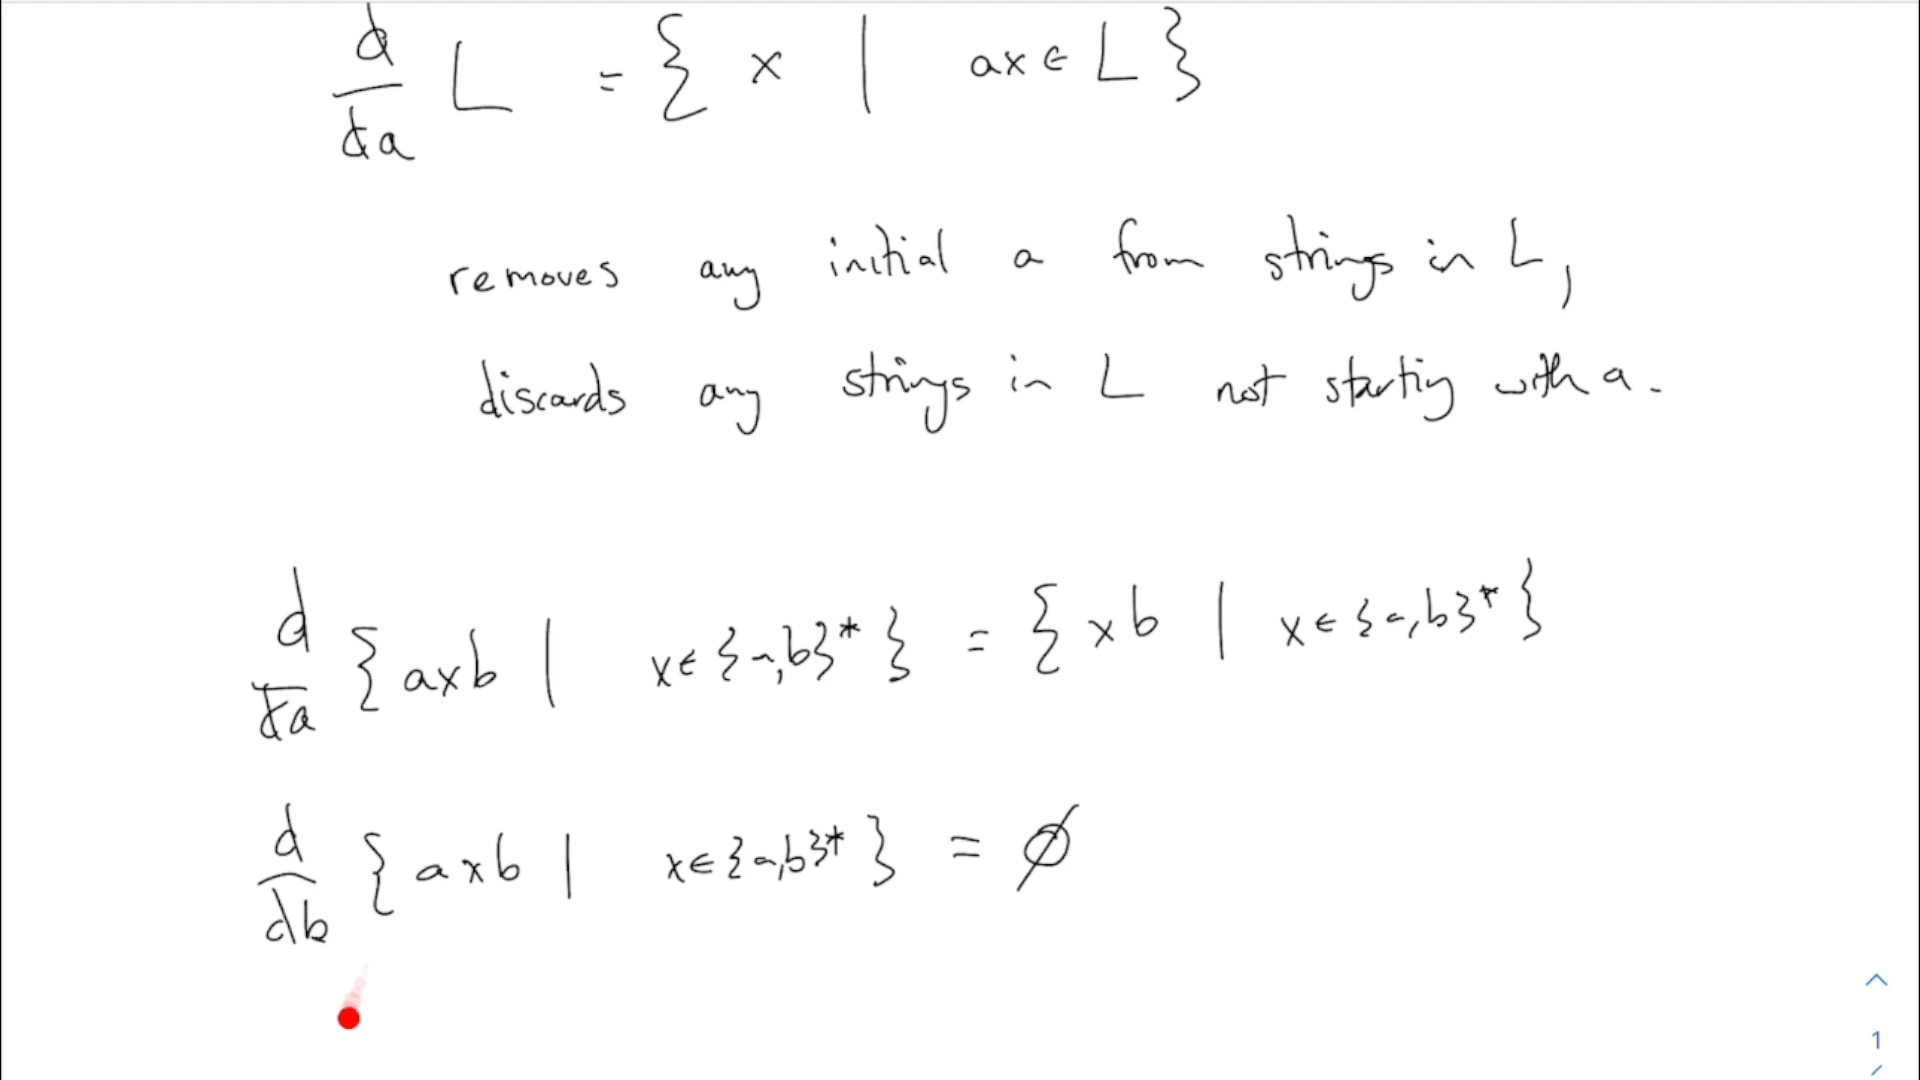 d/da L = { x | ax ∈ L }
removes any initial a from strings in L,
discards any strings in L not starting with a.
d/da { axb | x ∈ {a,b}* } = { xb | x ∈ {a,b}* }
d/db { axb | x ∈ {a,b}* } = ∅
1